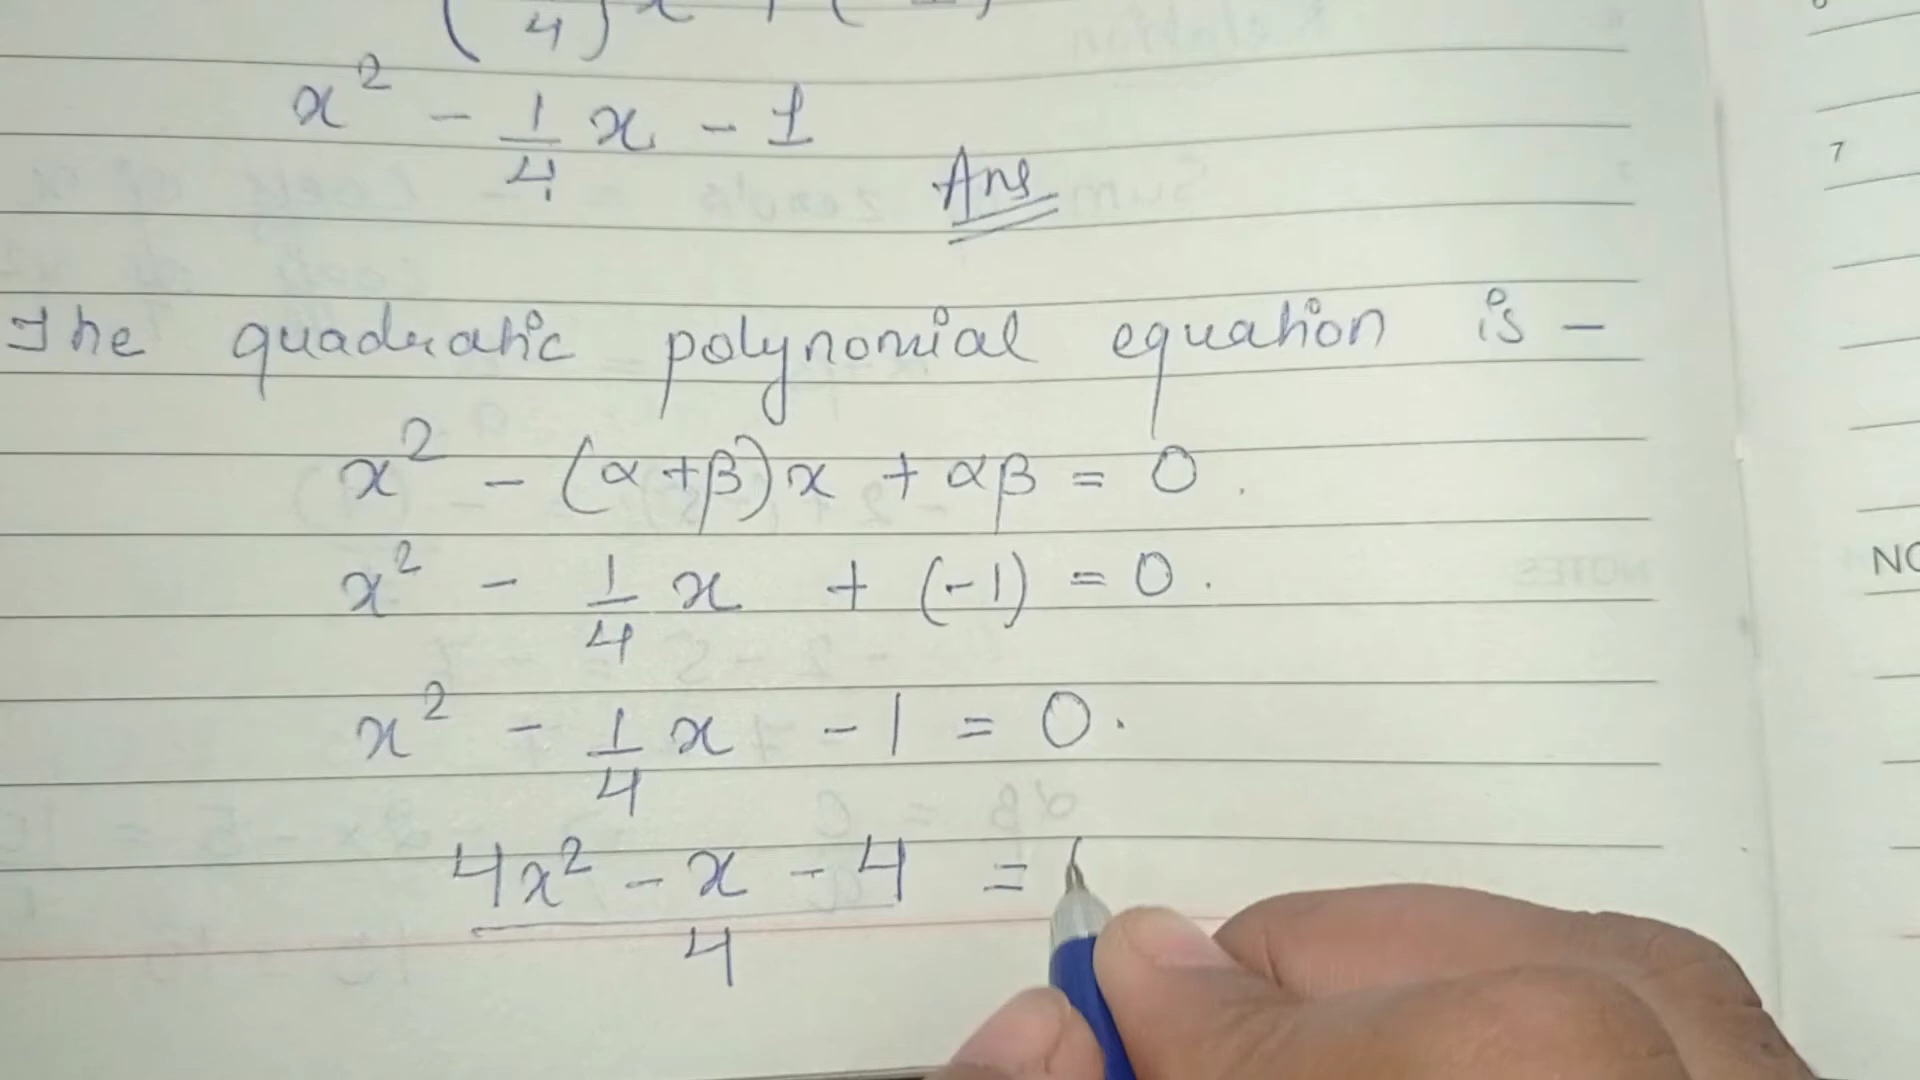 x² - 1/4 x - 1
Ans
The quadratic polynomial equation is -
x² - (α+β)x + αβ = 0.
x² - 1/4 x + (-1) = 0.
x² - 1/4 x - 1 = 0.
4x² - x - 4 / 4 =
7